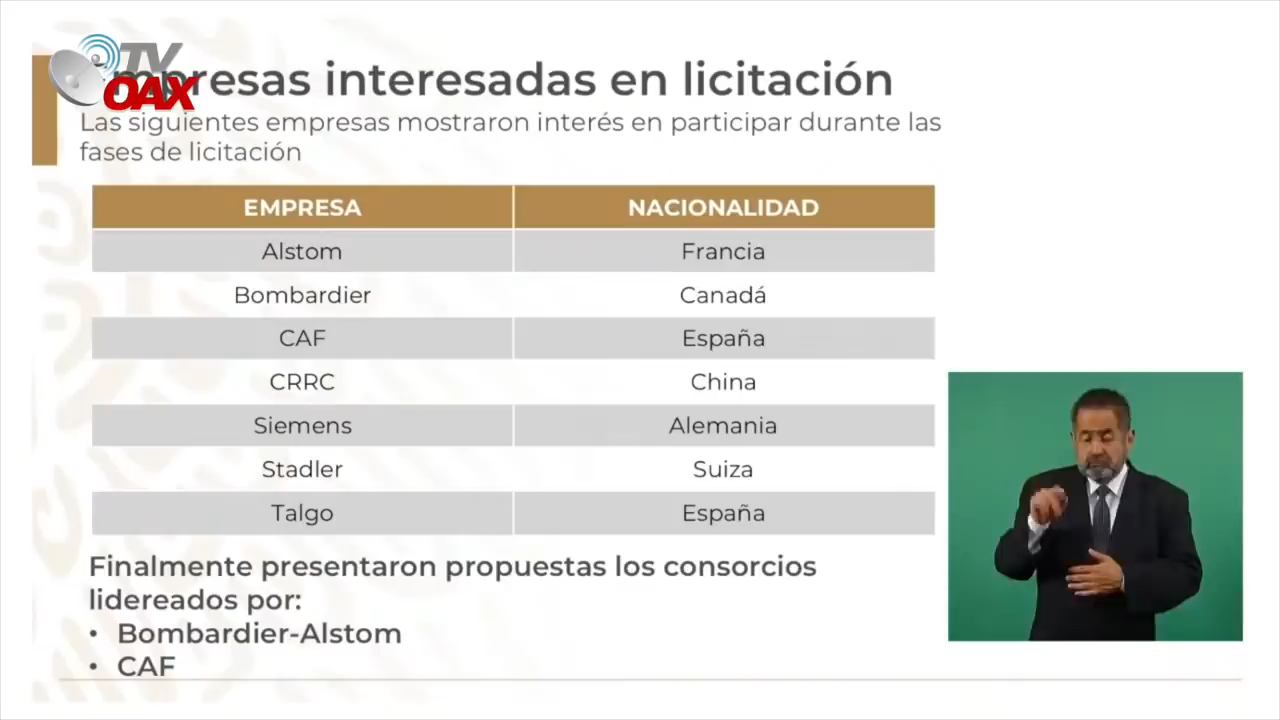 TV
OAX
Empresas interesadas en licitación
Las siguientes empresas mostraron interés en participar durante las
fases de licitación
EMPRESA NACIONALIDAD
Alstom Francia
Bombardier Canadá
CAF España
CRRC China
Siemens Alemania
Stadler Suiza
Talgo España
Finalmente presentaron propuestas los consorcios
lidereados por:
• Bombardier-Alstom
• CAF